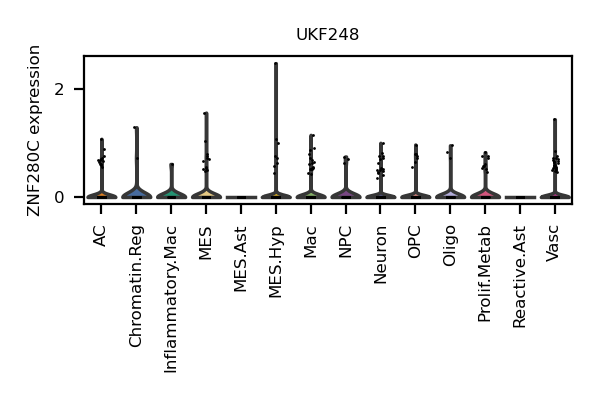 UKF248
ZNF280C expression
2
0
AC
Chromatin.Reg
Inflammatory.Mac
MES
MES.Ast
MES.Hyp
Mac
NPC
Neuron
OPC
Oligo
Prolif.Metab
Reactive.Ast
Vasc